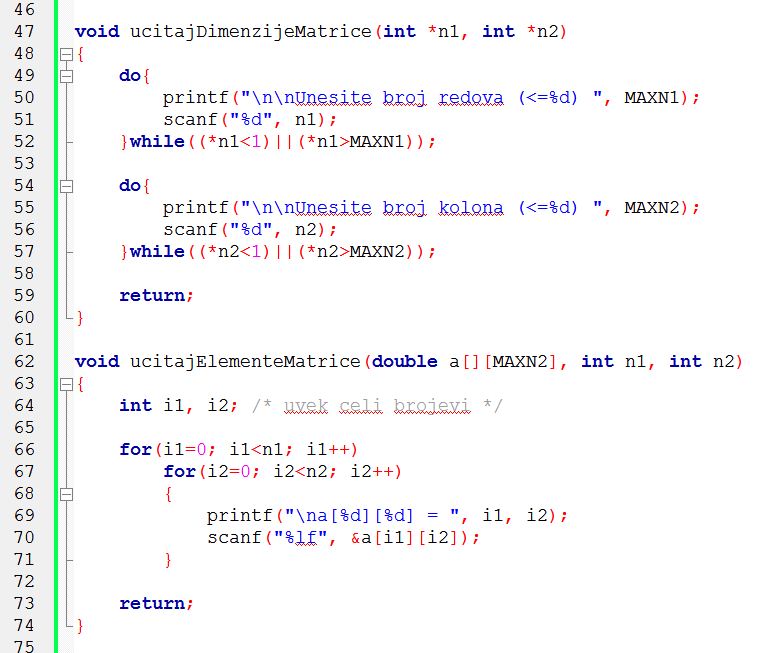 46
47 void ucitajDimenzijeMatrice(int *n1, int *n2)
48 {
49     do{
50         printf("\n\nUnesite broj redova (<=%d) ", MAXN1);
51         scanf("%d", n1);
52     }while((*n1<1)||(*n1>MAXN1));
53
54     do{
55         printf("\n\nUnesite broj kolona (<=%d) ", MAXN2);
56         scanf("%d", n2);
57     }while((*n2<1)||(*n2>MAXN2));
58
59     return;
60 }
61
62 void ucitajElementeMatrice(double a[][MAXN2], int n1, int n2)
63 {
64     int i1, i2; /* uvek celi brojevi */
65
66     for(i1=0; i1<n1; i1++)
67         for(i2=0; i2<n2; i2++)
68         {
69             printf("\na[%d][%d] = ", i1, i2);
70             scanf("%lf", &a[i1][i2]);
71         }
72
73     return;
74 }
75